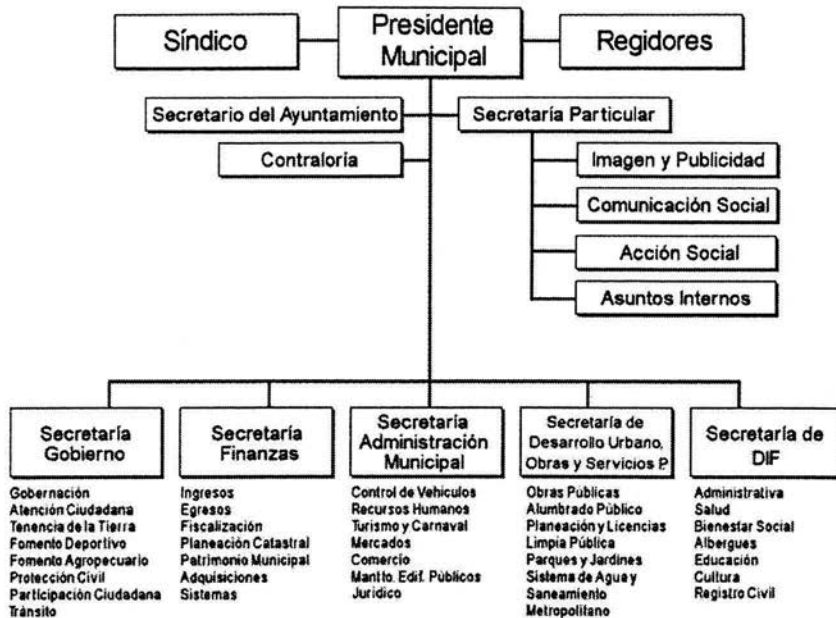 Síndico
Presidente
Municipal
Regidores
Secretario del Ayuntamiento
Secretaría Particular
Contraloría
Imagen y Publicidad
Comunicación Social
Acción Social
Asuntos Internos
Secretaría
Gobierno
Gobernación
Atención Ciudadana
Tenencia de la Tierra
Fomento Deportivo
Fomento Agropecuario
Protección Civil
Participación Ciudadana
Tránsito
Secretaría
Finanzas
Ingresos
Egresos
Fiscalización
Planeación Catastral
Patrimonio Municipal
Adquisiciones
Sistemas
Secretaría
Administración
Municipal
Control de Vehículos
Recursos Humanos
Turismo y Carnaval
Mercados
Comercio
Mantto. Edif. Públicos
Jurídico
Secretaría de
Desarrollo Urbano,
Obras y Servicios P.
Obras Públicas
Alumbrado Público
Planeación y Licencias
Limpia Pública
Parques y Jardines
Sistema de Agua y
Saneamiento
Metropolitano
Secretaría de
DIF
Administrativa
Salud
Bienestar Social
Albergues
Educación
Cultura
Registro Civil